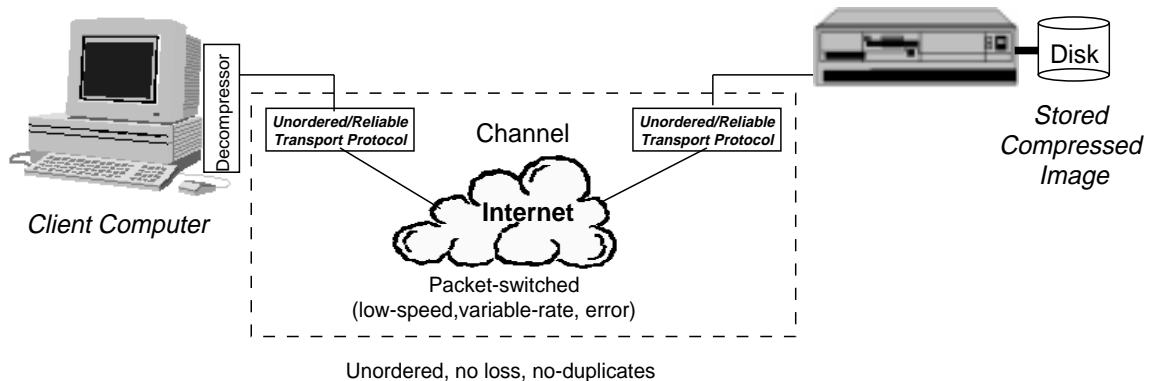 Decompressor
Unordered/Reliable
Transport Protocol
Channel
Unordered/Reliable
Transport Protocol
Disk
Stored
Compressed
Image
Client Computer
Internet
Packet-switched
(low-speed,variable-rate, error)
Unordered, no loss, no-duplicates